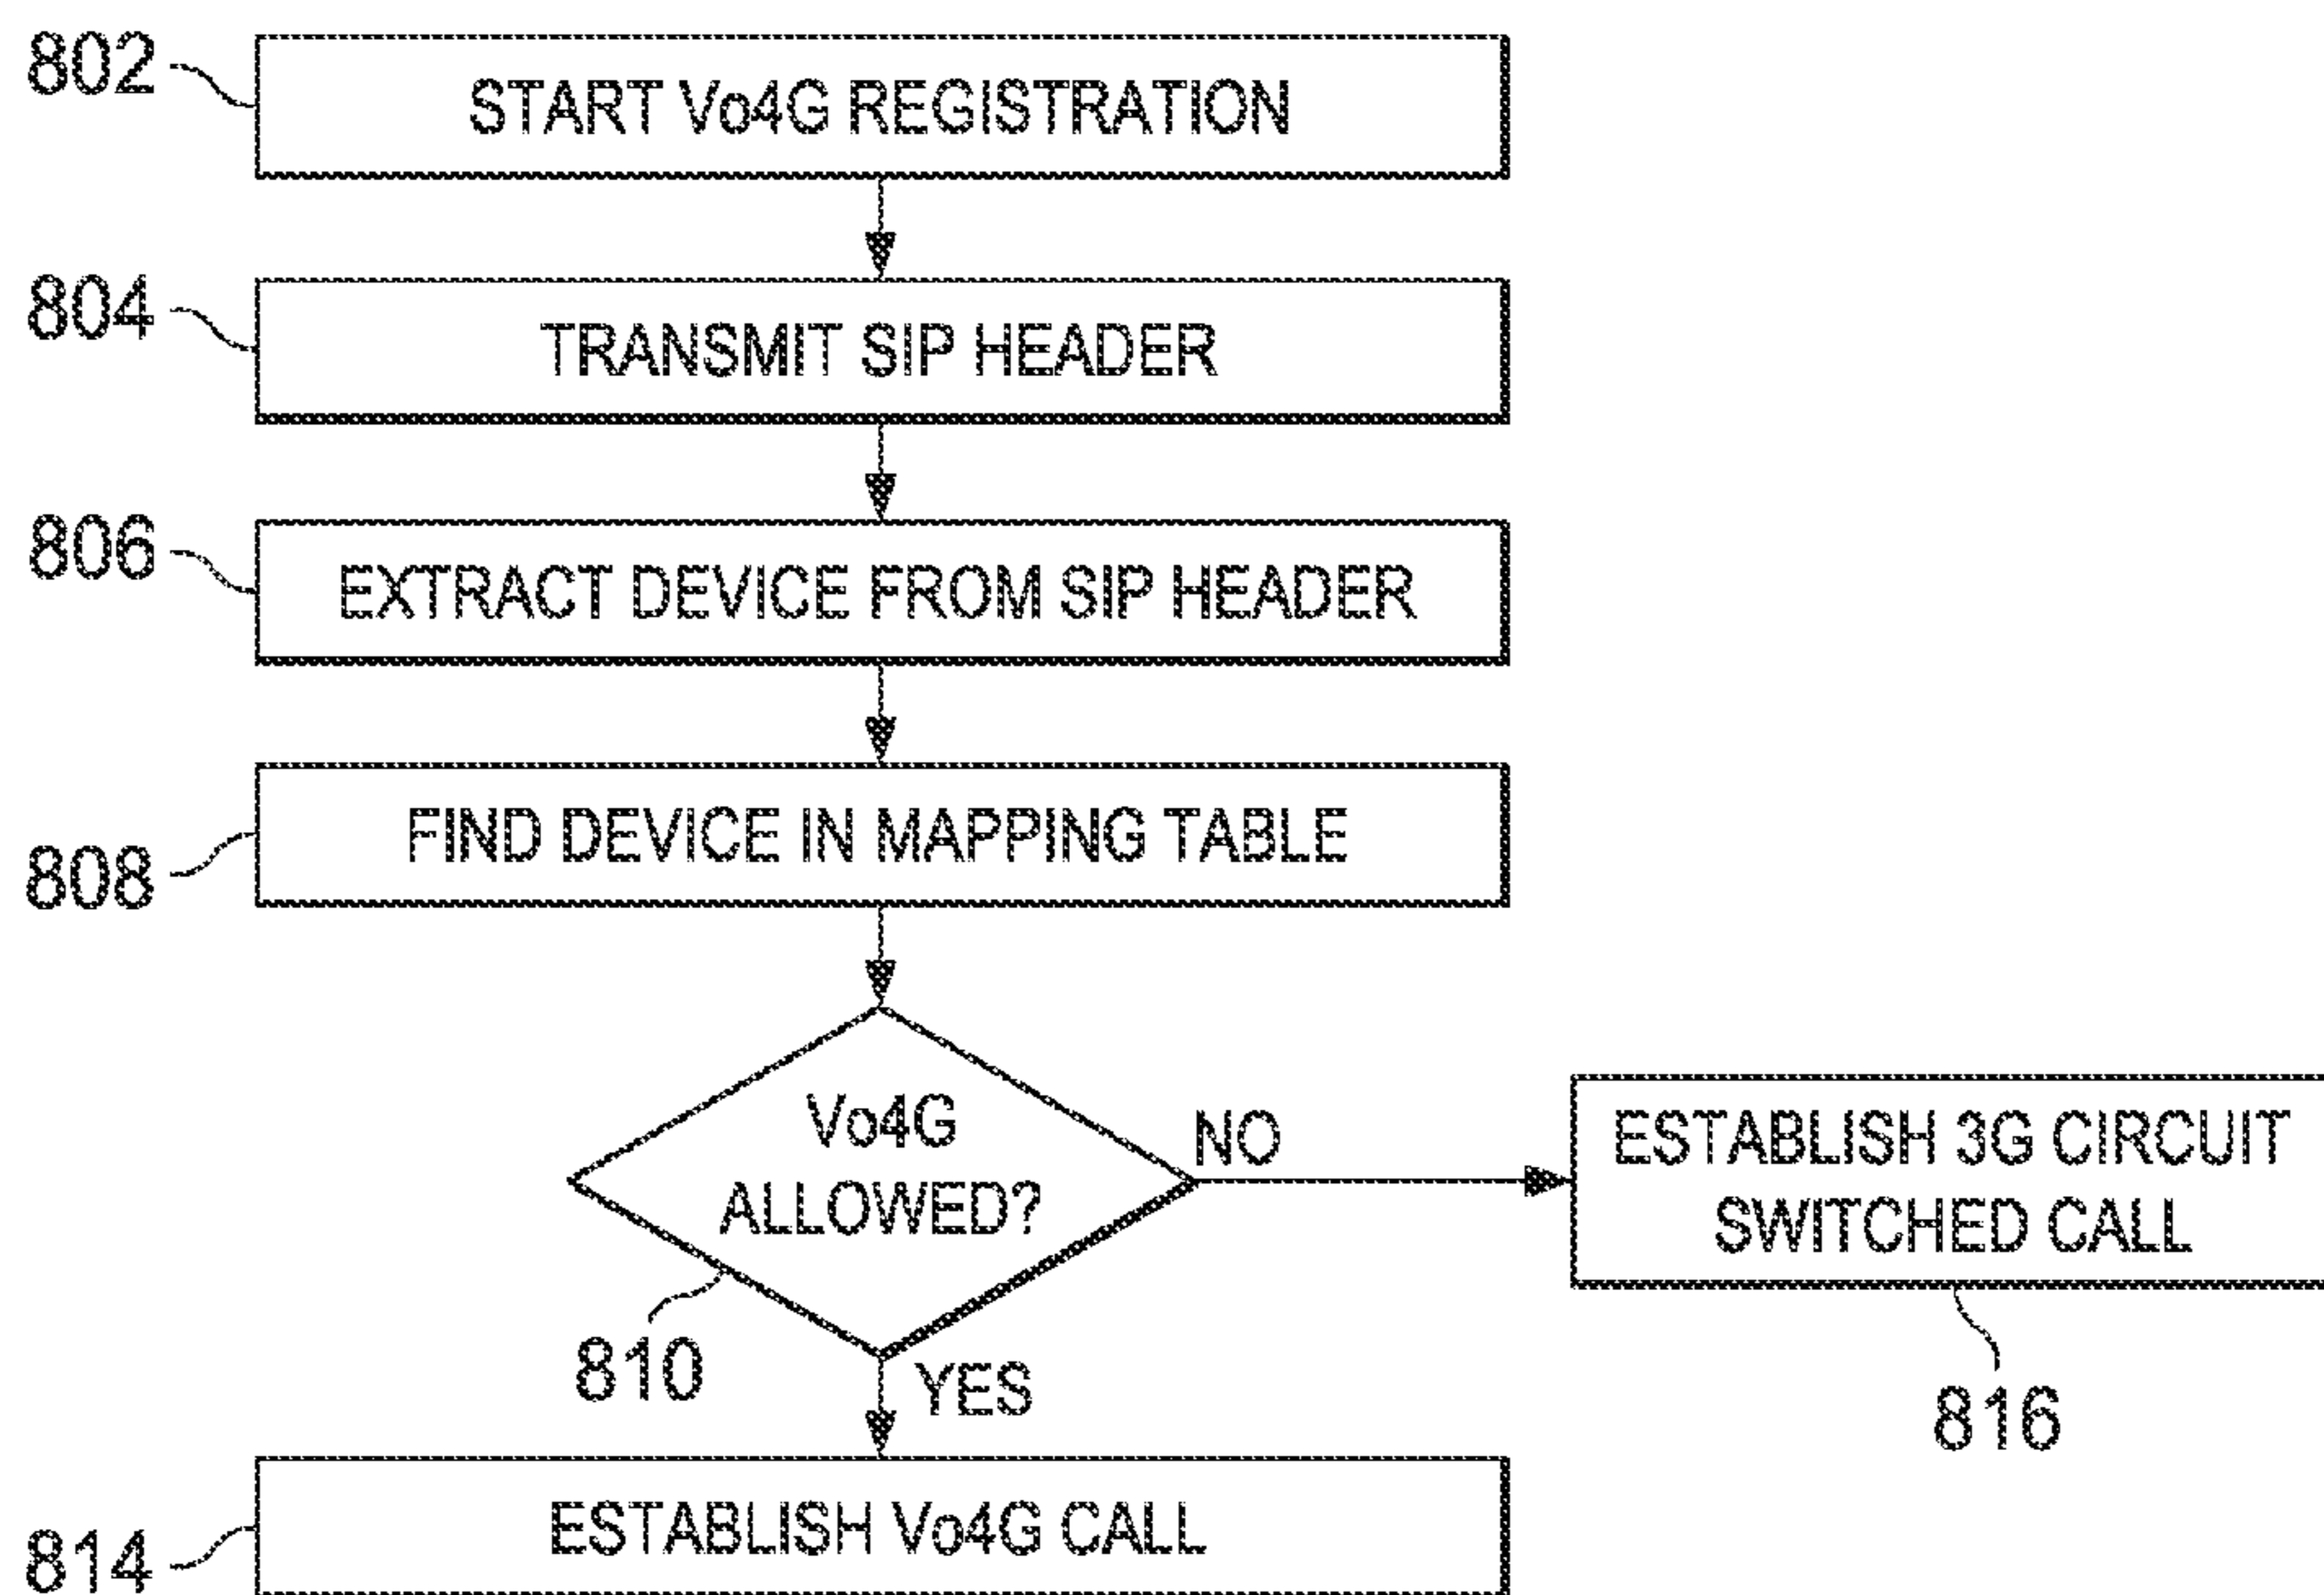 802
START Vo4G REGISTRATION
804
TRANSMIT SIP HEADER
806
EXTRACT DEVICE FROM SIP HEADER
808
FIND DEVICE IN MAPPING TABLE
Vo4G
ALLOWED?
NO
ESTABLISH 3G CIRCUIT
SWITCHED CALL
810
YES
816
814
ESTABLISH Vo4G CALL